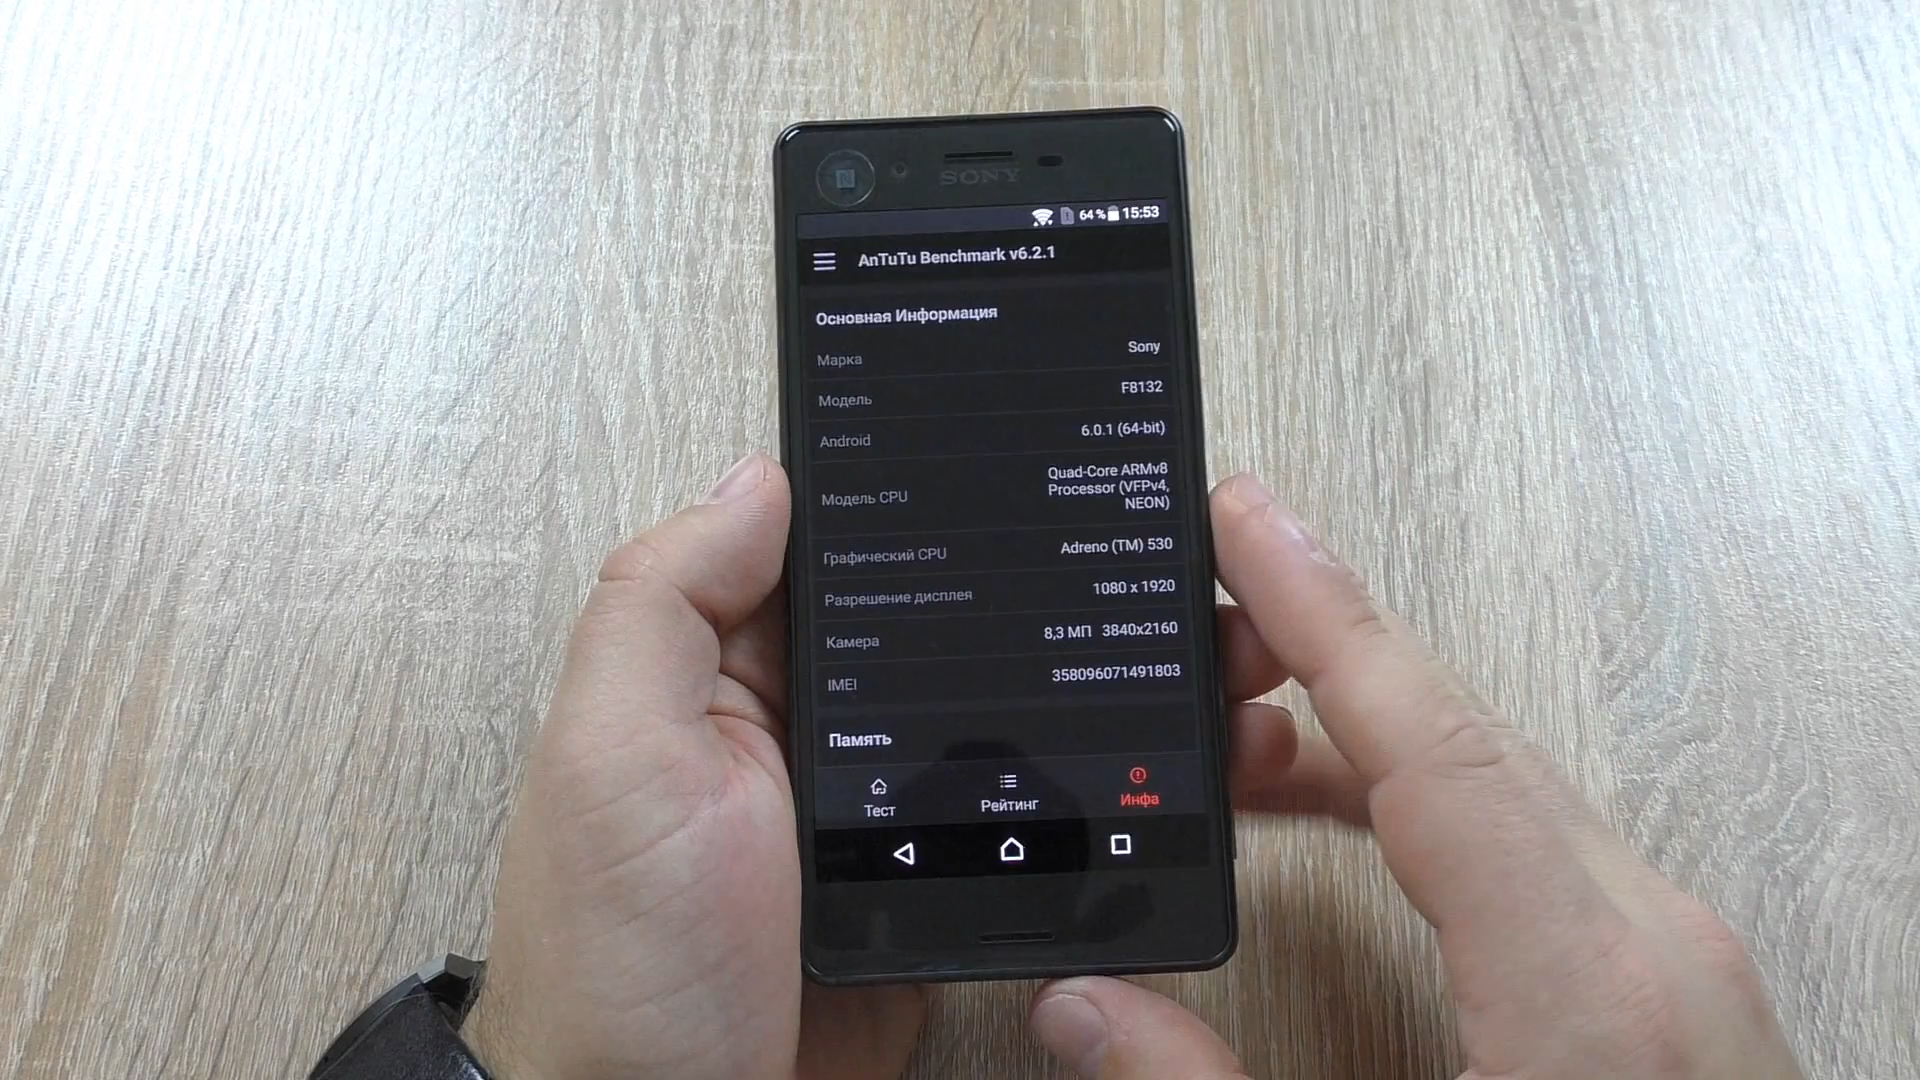 SONY
64 % 15:53
AnTuTu Benchmark v6.2.1
Основная Информация
Марка Sony
Модель F8132
Android 6.0.1 (64-bit)
Модель CPU Quad-Core ARMv8
Processor (VFPv4,
NEON)
Графический CPU Adreno (TM) 530
Разрешение дисплея 1080 x 1920
Камера 8,3 МП 3840x2160
IMEI 358096071491803
Память
Тест Рейтинг Инфа